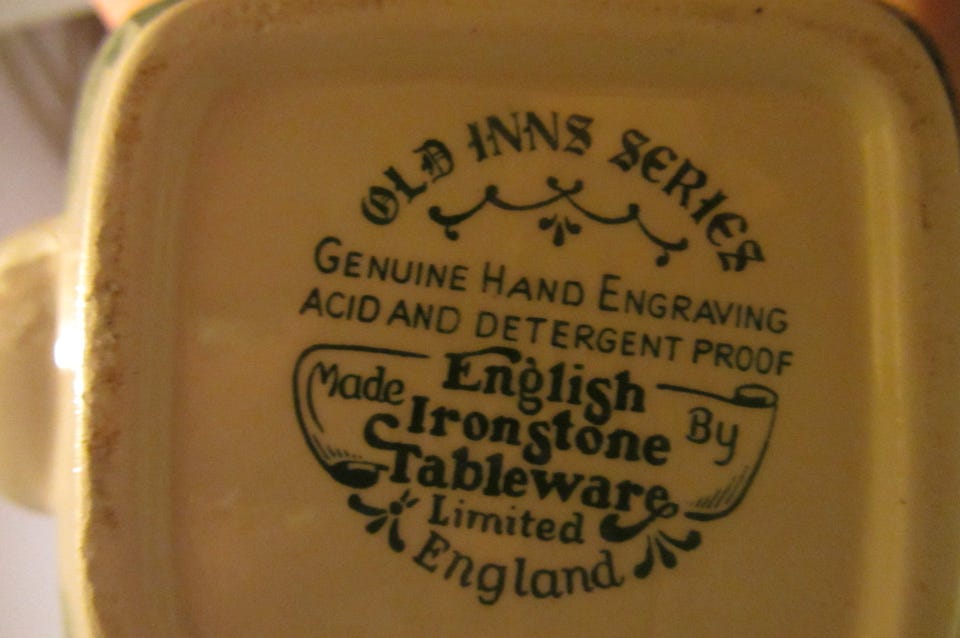 OLD INNS SERIES
GENUINE HAND ENGRAVING
ACID AND DETERGENT PROOF
Made English By
Ironstone
Tableware
Limited
England